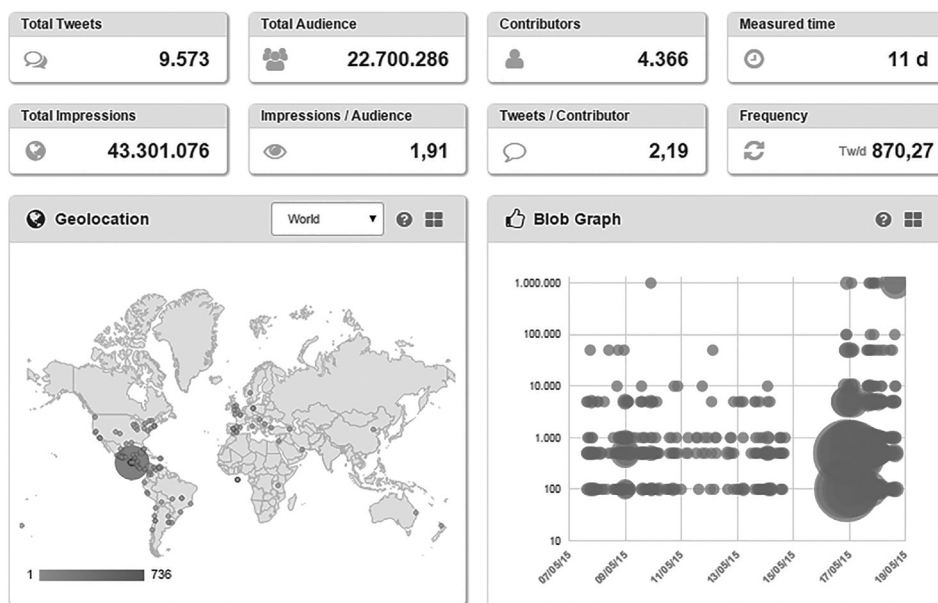 Total Tweets
9.573
Total Audience
22.700.286
Contributors
4.366
Measured time
11 d
Total Impressions
43.301.076
Impressions / Audience
1,91
Tweets / Contributor
2,19
Frequency
Tw/d 870,27
Geolocation
World
?
1
736
Blob Graph
?
1.000.000
100.000
10.000
1.000
100
10
07/05/15
09/05/15
11/05/15
13/05/15
15/05/15
17/05/15
19/05/15